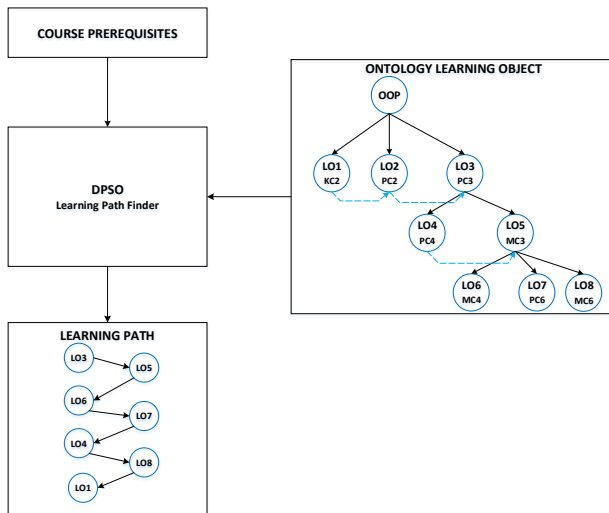 COURSE PREREQUISITES
DPSO
Learning Path Finder
ONTOLOGY LEARNING OBJECT
OOP
LO1
KC2
LO2
PC2
LO3
PC3
LO4
PC4
LO5
MC3
LO6
MC4
LO7
PC6
LO8
MC6
LEARNING PATH
LO3
LO5
LO6
LO7
LO4
LO8
LO1